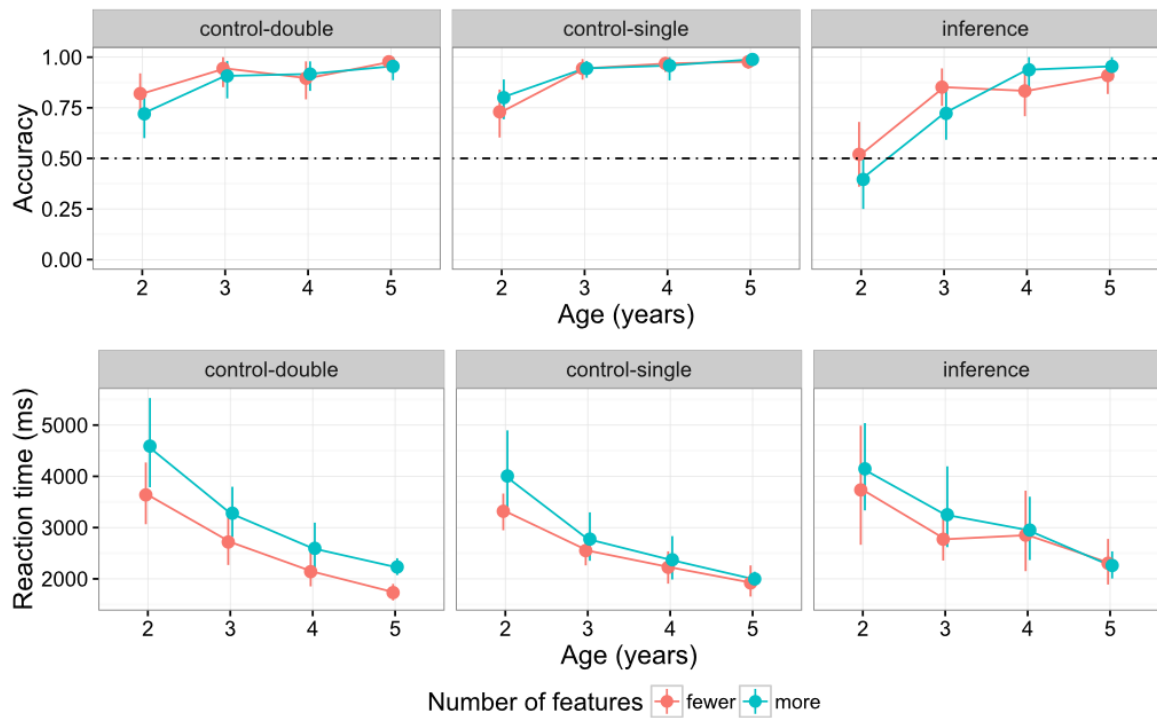 control-double control-single inference
Accuracy
1.00
0.75
0.50
0.25
0.00
2 3 4 5 2 3 4 5 2 3 4 5
Age (years)
control-double control-single inference
Reaction time (ms)
5000
4000
3000
2000
2 3 4 5 2 3 4 5 2 3 4 5
Age (years)
Number of features fewer more